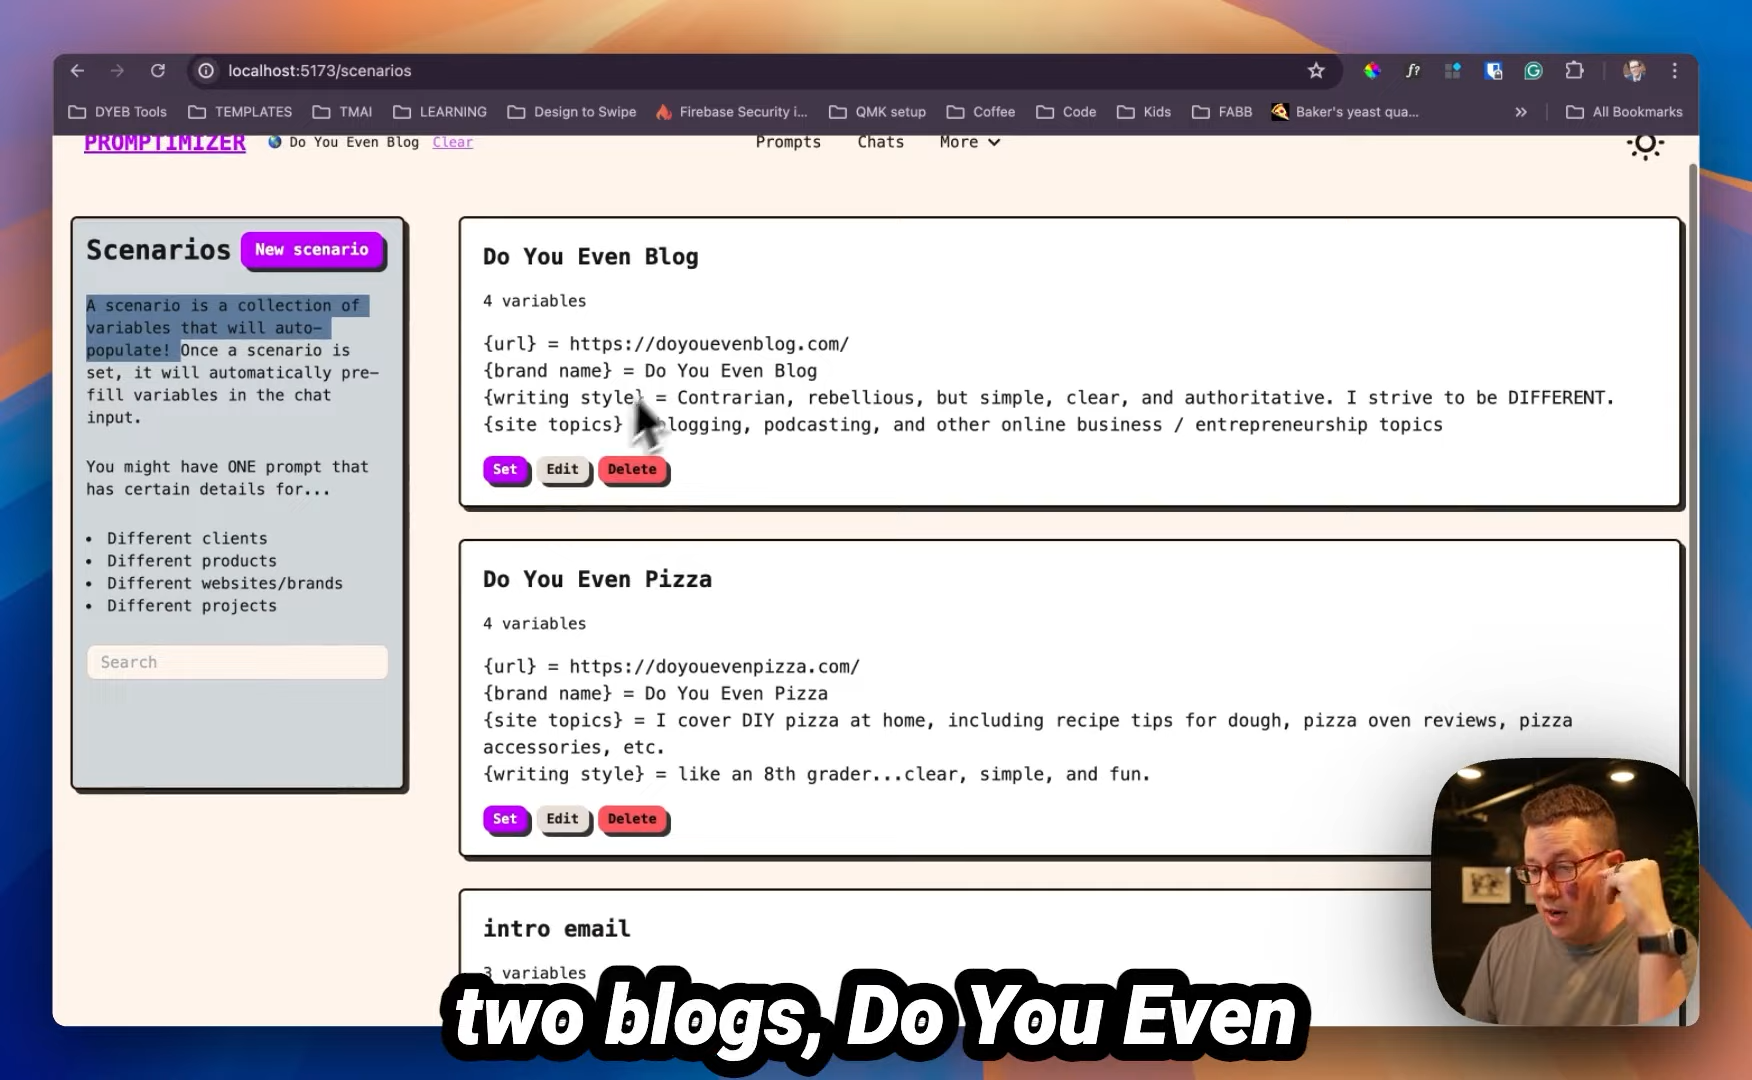 localhost:5173/scenarios
DYEB Tools TEMPLATES TMAI LEARNING Design to Swipe Firebase Security i... QMK setup Coffee Code Kids FABB Baker's yeast qua... » All Bookmarks
PROMPTIMIZER Do You Even Blog Clear Prompts Chats More
Scenarios New scenario
A scenario is a collection of
variables that will auto-
populate! Once a scenario is
set, it will automatically pre-
fill variables in the chat
input.
You might have ONE prompt that
has certain details for...
• Different clients
• Different products
• Different websites/brands
• Different projects
Search
Do You Even Blog
4 variables
{url} = https://doyouevenblog.com/
{brand name} = Do You Even Blog
{writing style} = Contrarian, rebellious, but simple, clear, and authoritative. I strive to be DIFFERENT.
{site topics} logging, podcasting, and other online business / entrepreneurship topics
Set Edit Delete
Do You Even Pizza
4 variables
{url} = https://doyouevenpizza.com/
{brand name} = Do You Even Pizza
{site topics} = I cover DIY pizza at home, including recipe tips for dough, pizza oven reviews, pizza
accessories, etc.
{writing style} = like an 8th grader...clear, simple, and fun.
Set Edit Delete
intro email
3 variables
two blogs, Do You Even